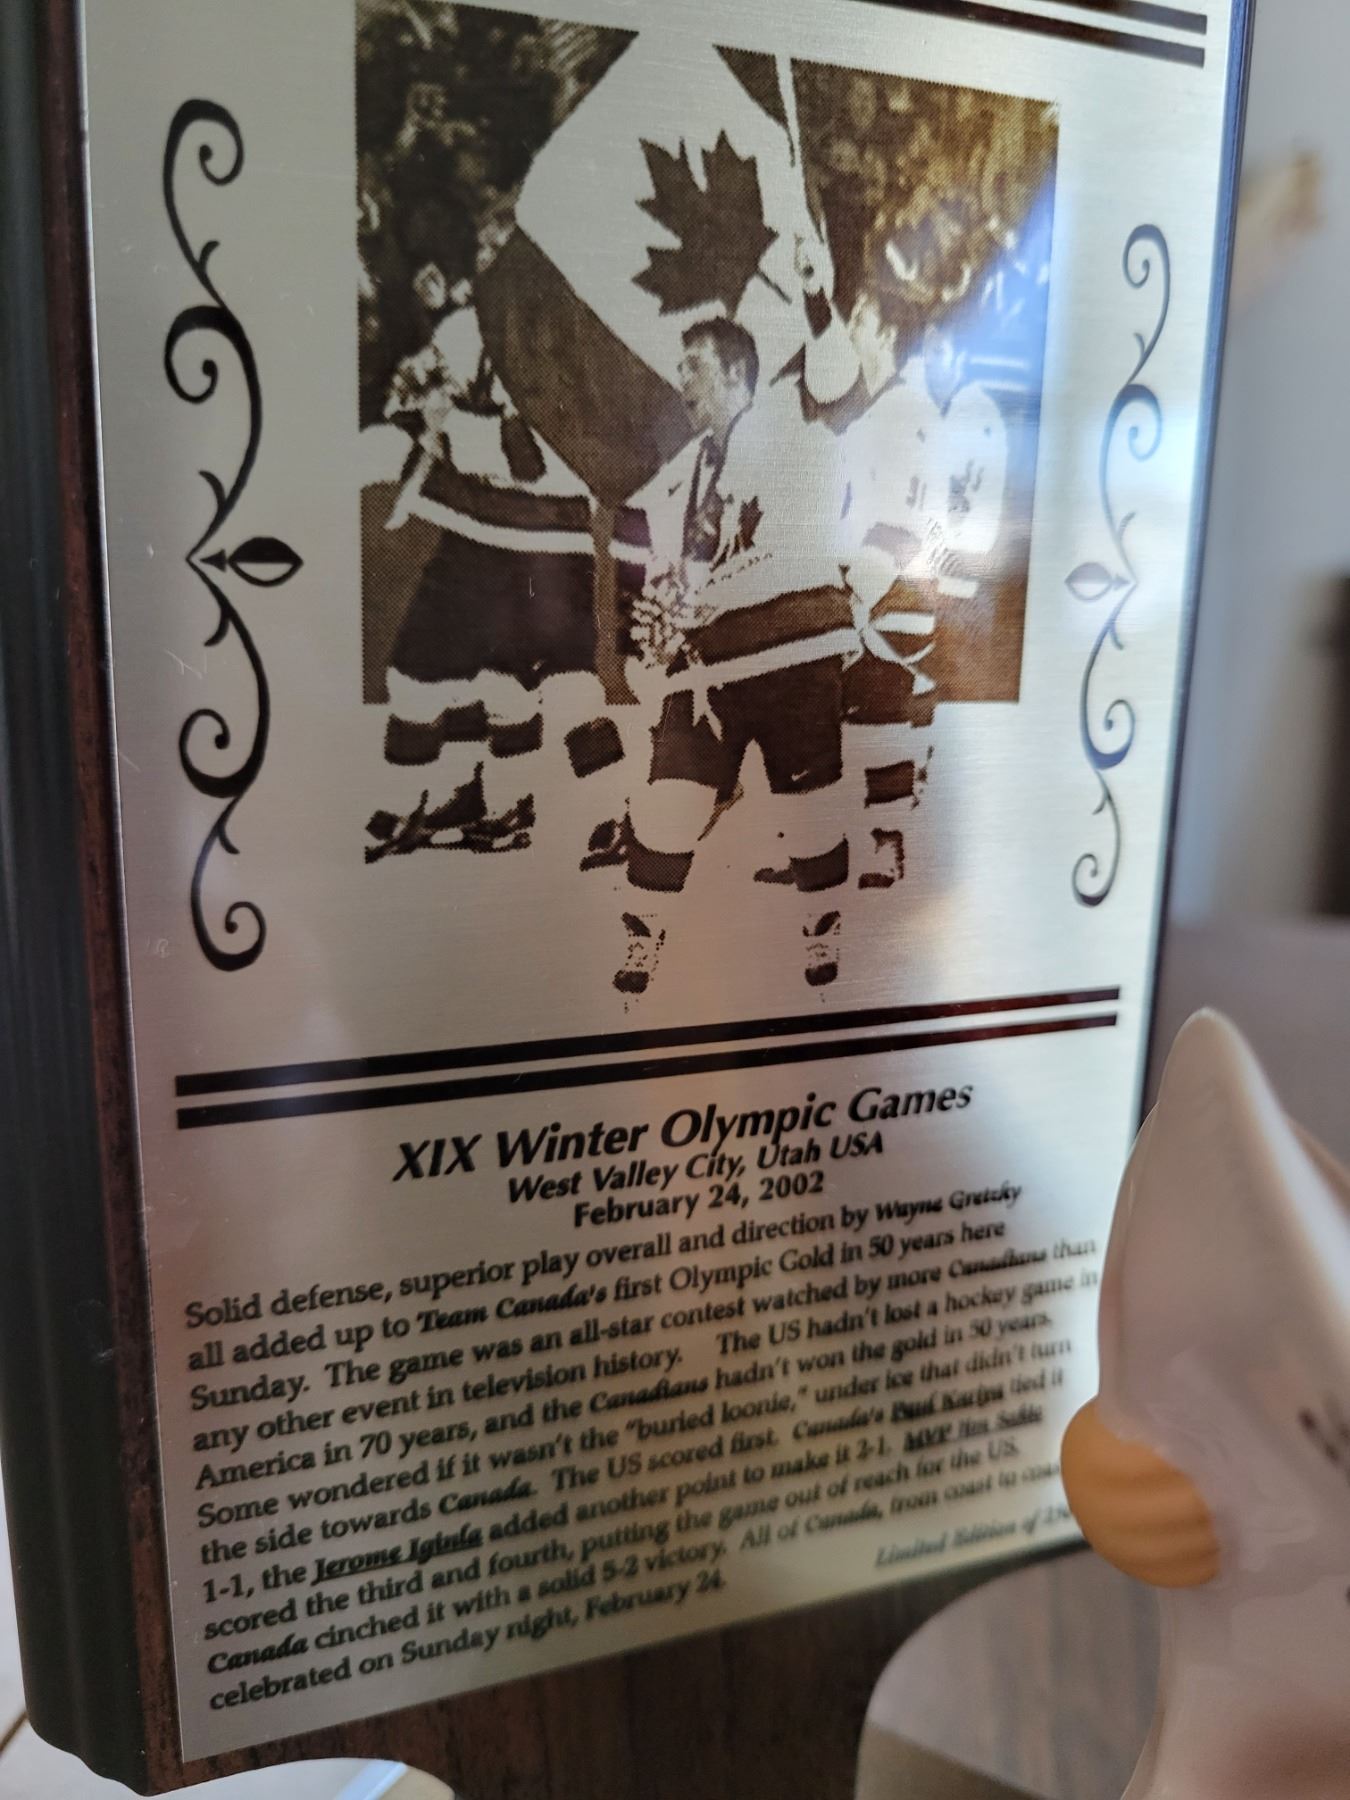 XIX Winter Olympic Games
West Valley City, Utah USA
February 24, 2002
Solid defense, superior play overall and direction by Wayne Gretzky
all added up to Team Canada's first Olympic Gold in 50 years here
Sunday. The game was an all-star contest watched by more Canadians than
any other event in television history. The US hadn't lost a hockey game in
America in 70 years, and the Canadians hadn't won the gold in 50 years.
Some wondered if it wasn't the "buried loonie," under ice that didn't turn
the side towards Canada. The US scored first. Canada's Paul Kariya tied it
1-1, the Jerome Iginla added another point to make it 2-1. MVP Joe Sakic
scored the third and fourth, putting the game out of reach for the US.
Canada cinched it with a solid 5-2 victory. All of Canada, from coast to
celebrated on Sunday night, February 24.
Limited Edition of